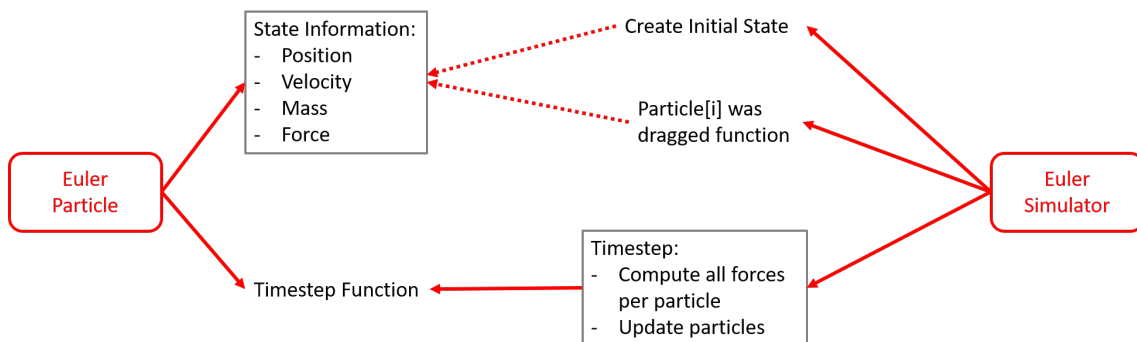 State Information:
- Position
- Velocity
- Mass
- Force
Create Initial State
Particle[i] was
dragged function
Euler
Particle
Euler
Simulator
Timestep Function
Timestep:
- Compute all forces
per particle
- Update particles